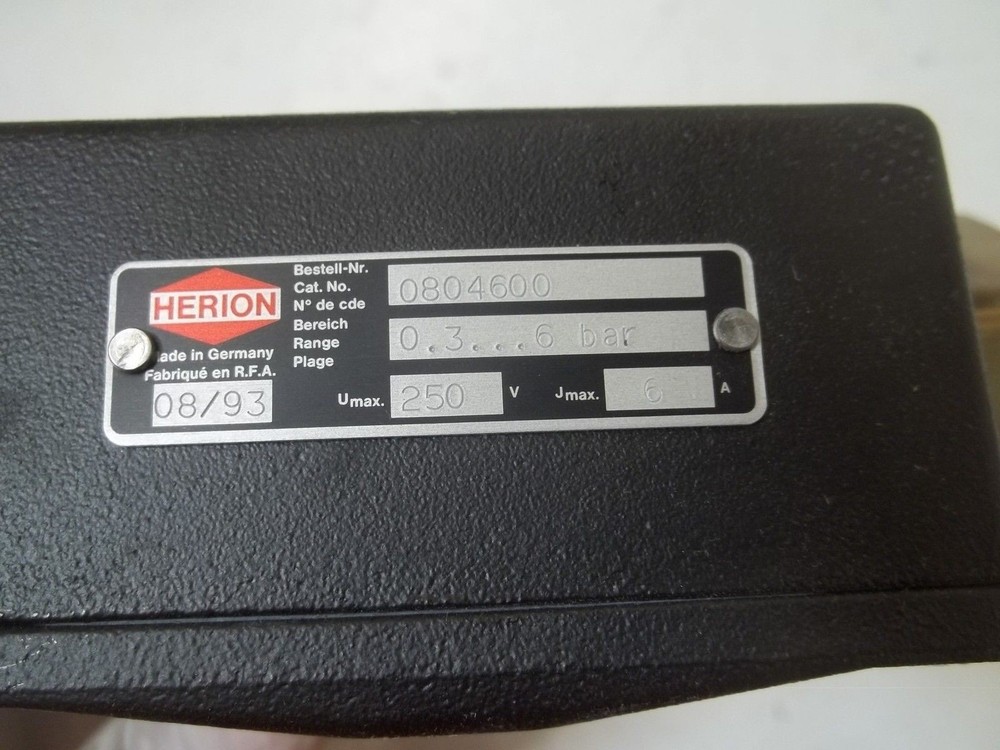 HERION
Made in Germany
Fabriqué en R.F.A.
08/93
Bestell-Nr.
Cat. No.
N° de cde
0804600
Bereich
Range
Plage
0.3...6 bar
Umax. 250 V Jmax. 6 A